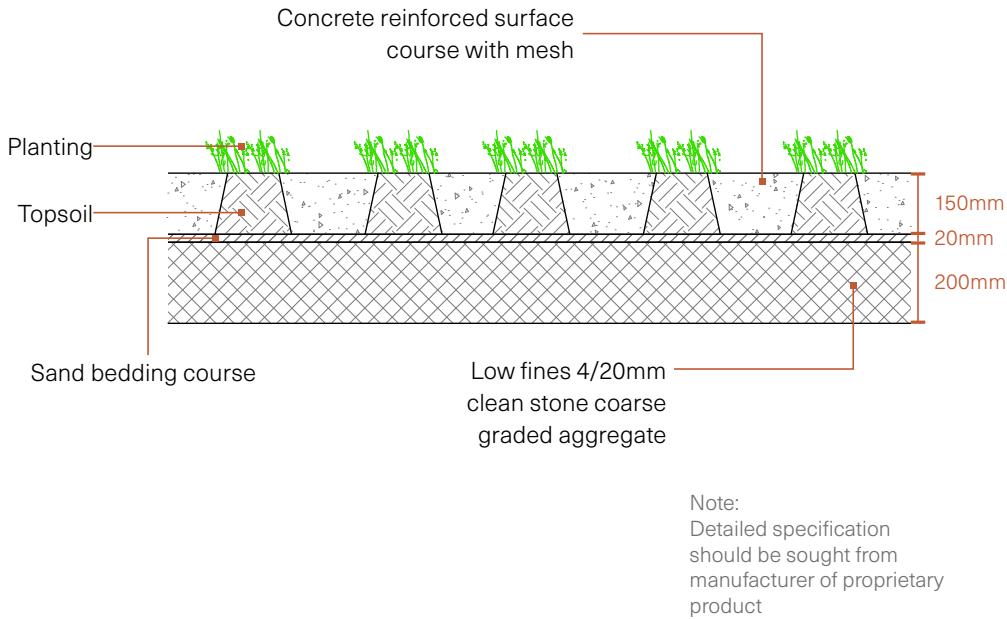 Concrete reinforced surface
course with mesh
Planting
Topsoil
150mm
20mm
200mm
Sand bedding course
Low fines 4/20mm
clean stone coarse
graded aggregate
Note:
Detailed specification
should be sought from
manufacturer of proprietary
product